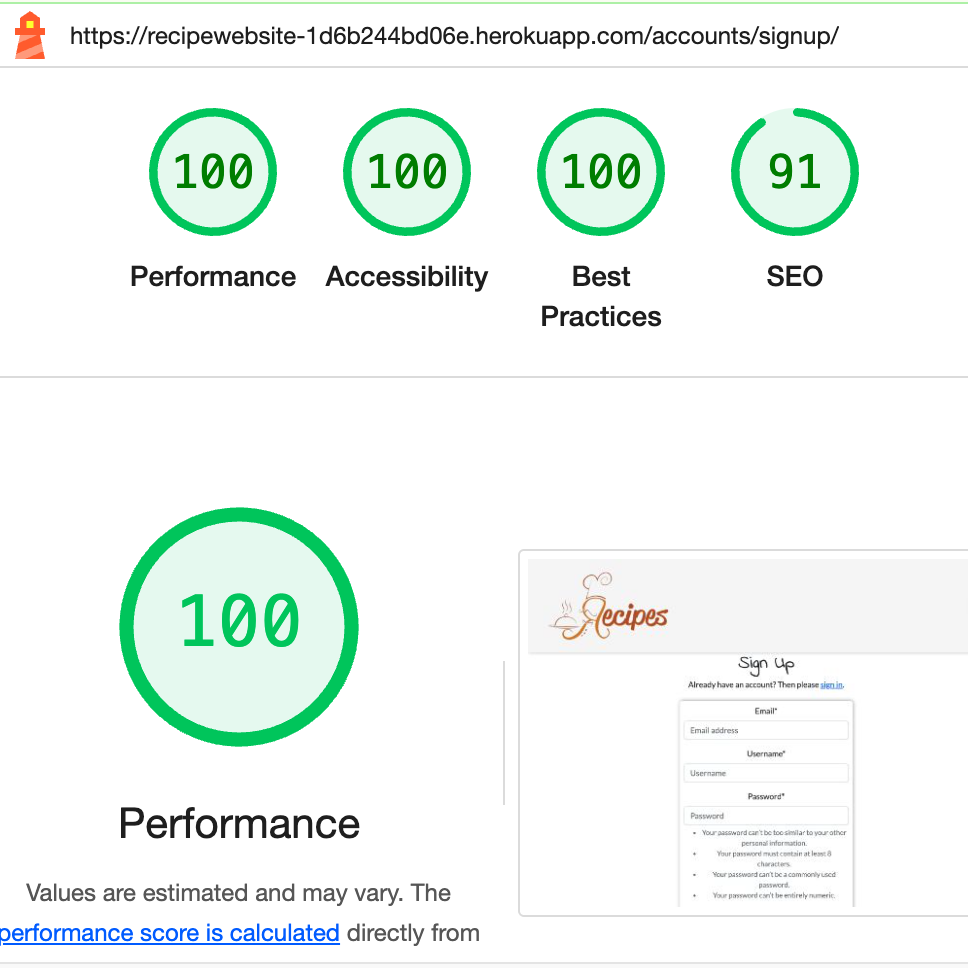 https://recipewebsite-1d6b244bd06e.herokuapp.com/accounts/signup/
100
100
100
91
Performance
Accessibility
Best
Practices
SEO
100
Performance
Values are estimated and may vary. The
performance score is calculated directly from
Recipes
Sign Up
Already have an account? Then please sign in.
Email*
Email address
Username*
Username
Password*
Password
Your password can't be too similar to your other
personal information.
Your password must contain at least 8
characters.
Your password can't be a commonly used
password.
Your password can't be entirely numeric.